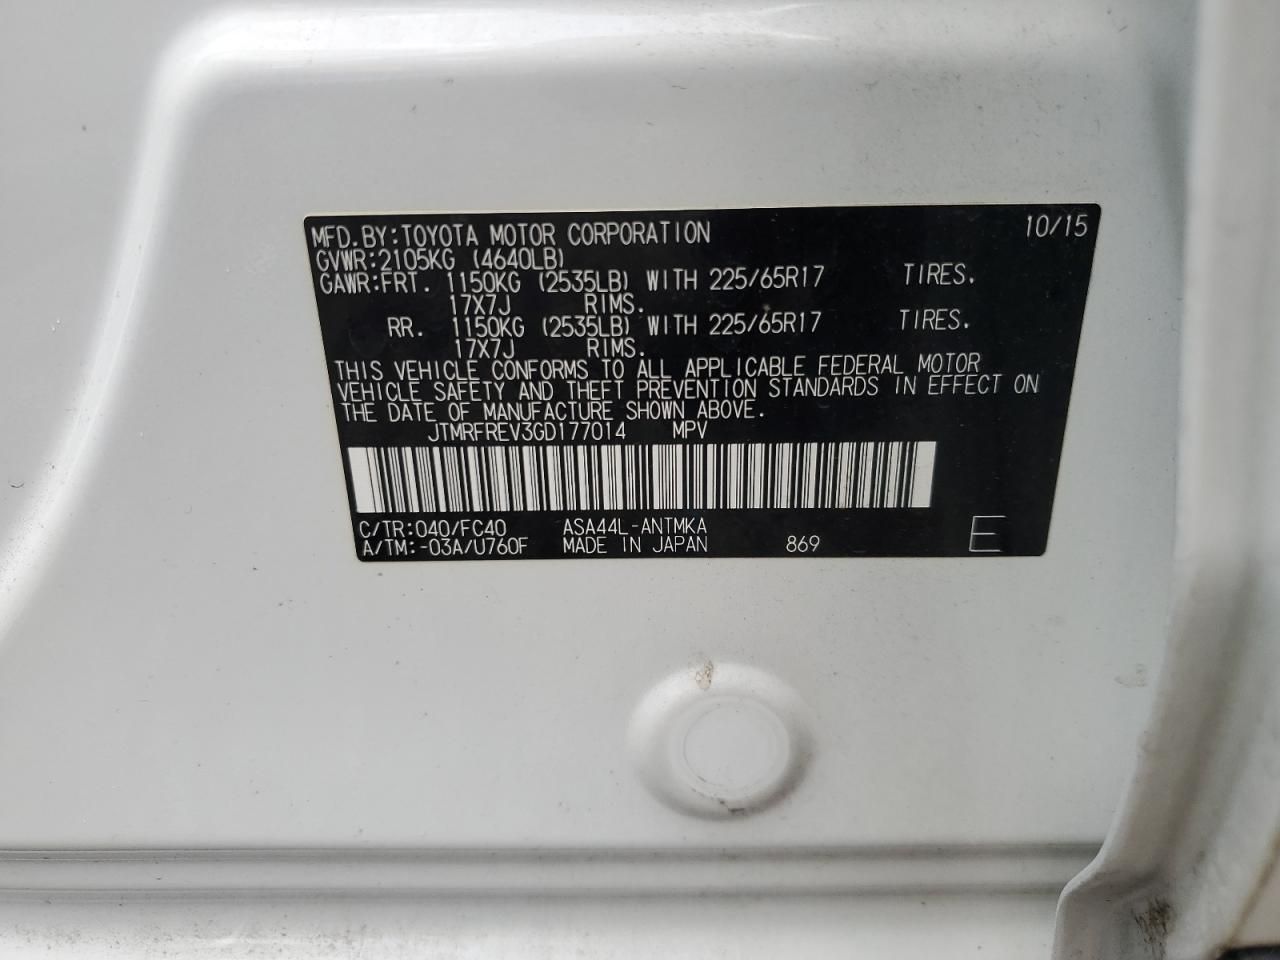 MFD.BY:TOYOTA MOTOR CORPORATION 10/15
GVWR:2105KG (4640LB)
GAWR:FRT. 1150KG (2535LB) WITH 225/65R17 TIRES.
17X7J RIMS.
RR. 1150KG (2535LB) WITH 225/65R17 TIRES.
17X7J RIMS.
THIS VEHICLE CONFORMS TO ALL APPLICABLE FEDERAL MOTOR
VEHICLE SAFETY AND THEFT PREVENTION STANDARDS IN EFFECT ON
THE DATE OF MANUFACTURE SHOWN ABOVE.
JTMRFREV3GD177014 MPV
C/TR:040/FC40 ASA44L-ANTMKA
A/TM:-03A/U760F MADE IN JAPAN 869 E